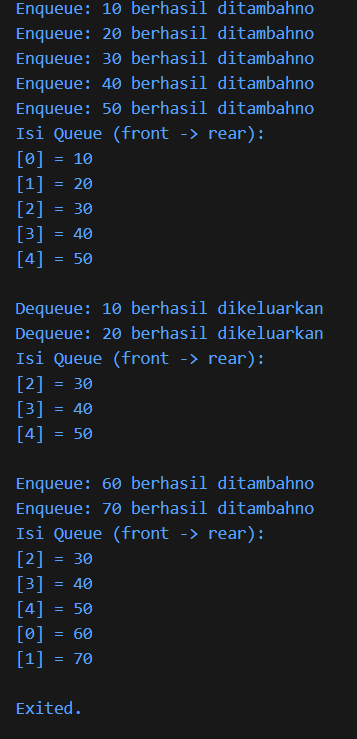 Enqueue: 10 berhasil ditambahno
Enqueue: 20 berhasil ditambahno
Enqueue: 30 berhasil ditambahno
Enqueue: 40 berhasil ditambahno
Enqueue: 50 berhasil ditambahno
Isi Queue (front -> rear):
[0] = 10
[1] = 20
[2] = 30
[3] = 40
[4] = 50

Dequeue: 10 berhasil dikeluarkan
Dequeue: 20 berhasil dikeluarkan
Isi Queue (front -> rear):
[2] = 30
[3] = 40
[4] = 50

Enqueue: 60 berhasil ditambahno
Enqueue: 70 berhasil ditambahno
Isi Queue (front -> rear):
[2] = 30
[3] = 40
[4] = 50
[0] = 60
[1] = 70

Exited.